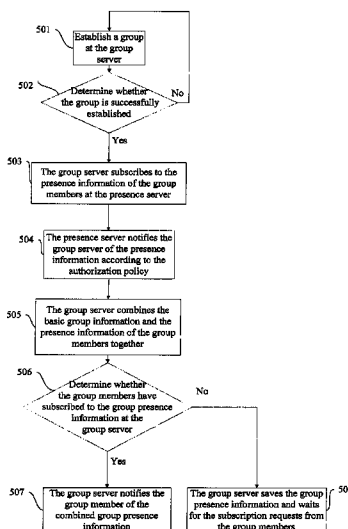 501
Establish a group
at the group
server
502
No
Determine whether
the group is successfully
established
Yes
503
The group server subscribes to the
presence information of the group
members at the presence server
504
The presence server notifies the
group server of the presence
information according to the
authorization policy
505
The group server combines the
basic group information and the
presence information of the group
members together
506
Determine whether
the group members have
subscribed to the group presence
information at the
group server
No
Yes
507
The group server notifies the
group member of the
combined group presence
information
The group server saves the group
presence information and waits
for the subscription requests from
the group members